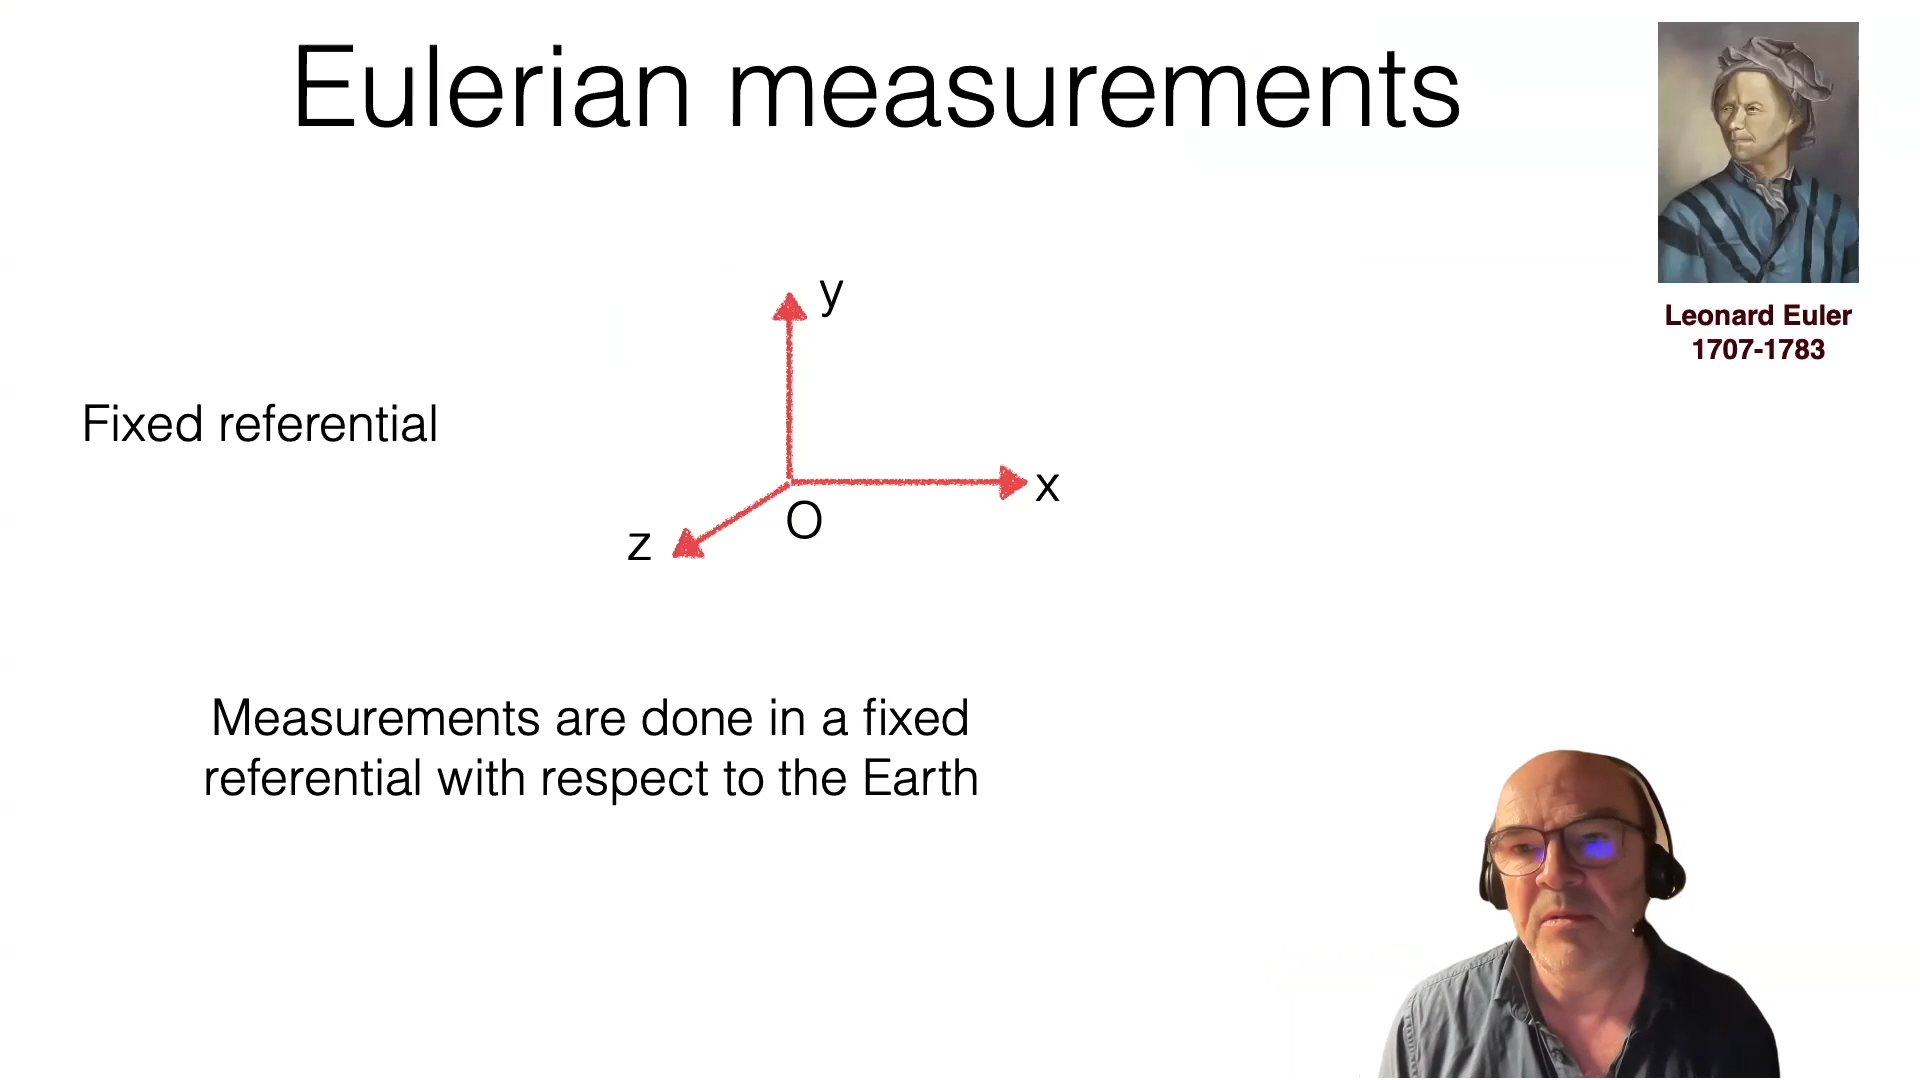 Eulerian measurements
Leonard Euler
1707-1783
y
Fixed referential
x
O
z
Measurements are done in a fixed
referential with respect to the Earth